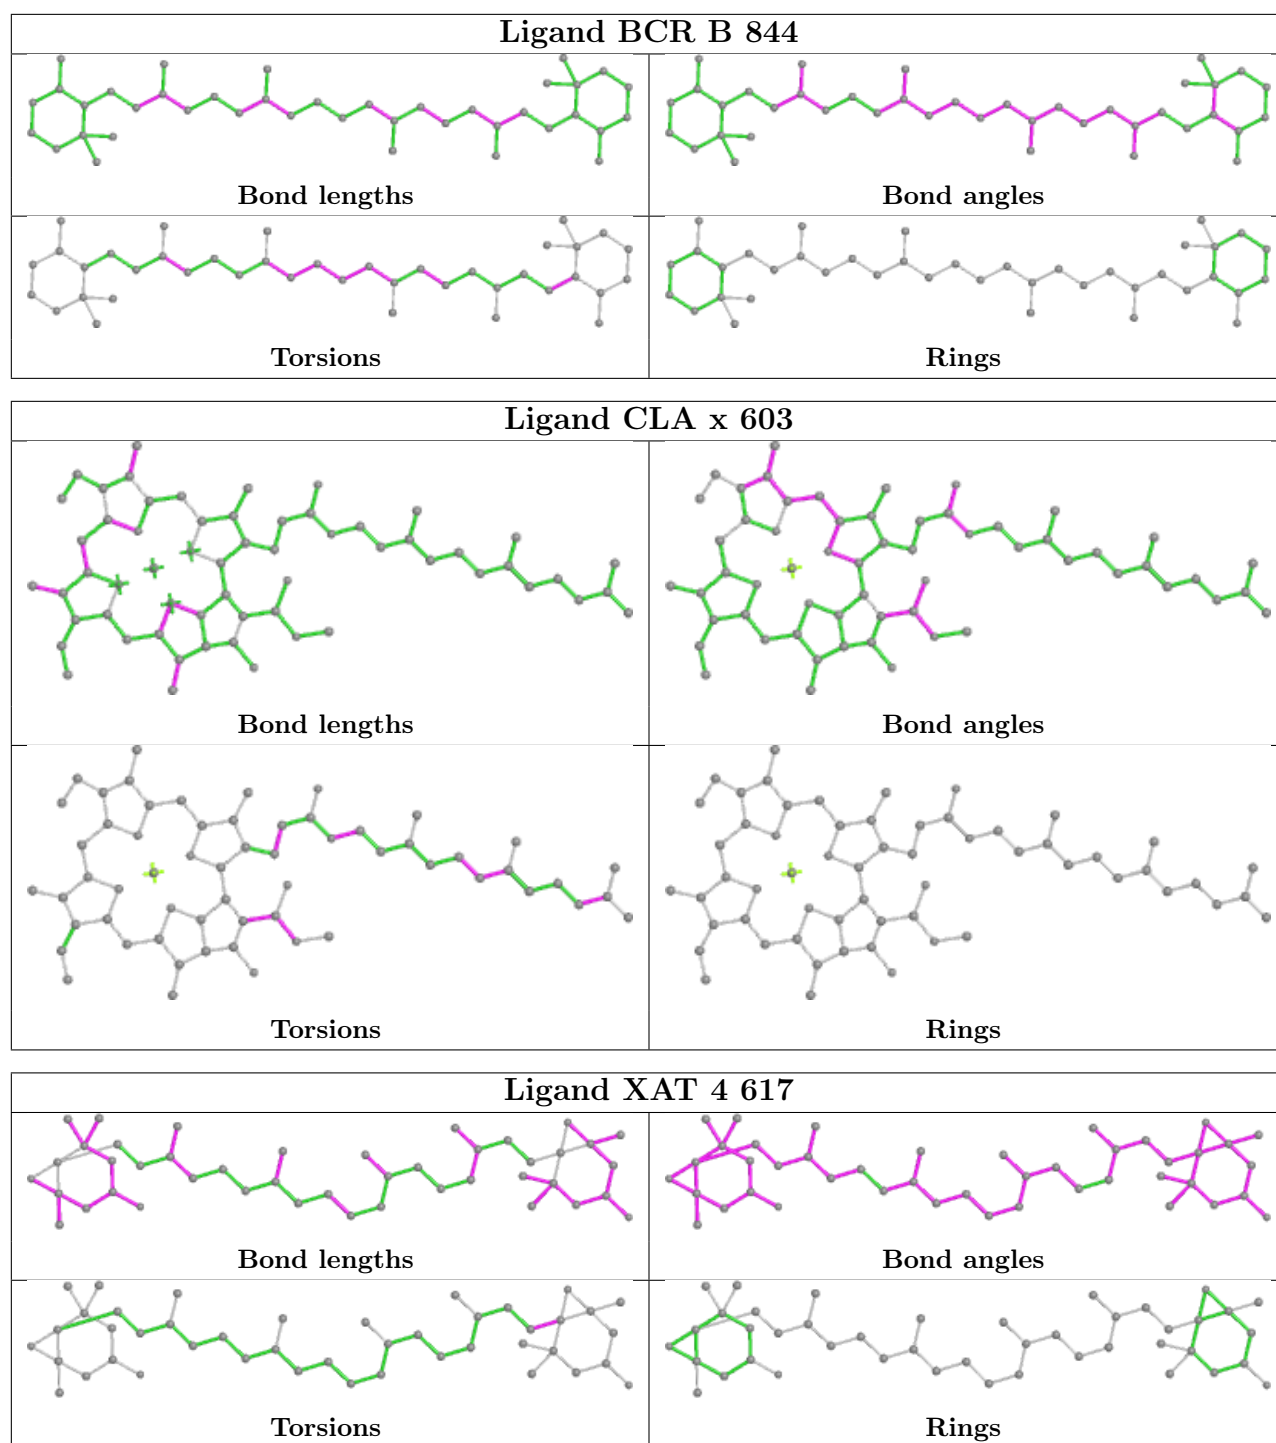 Ligand BCR B 844
Bond lengths
Bond angles
Torsions
Rings
Ligand CLA x 603
Bond lengths
Bond angles
Torsions
Rings
Ligand XAT 4 617
Bond lengths
Bond angles
Torsions
Rings